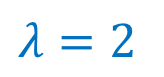 λ = 2